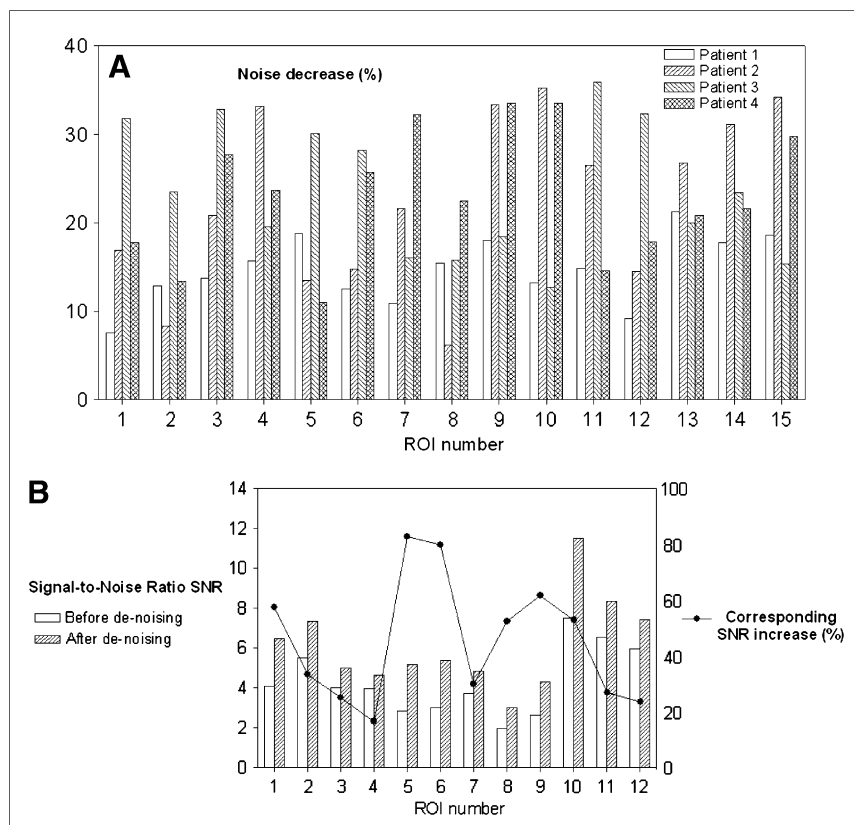 A
Noise decrease (%)
Patient 1
Patient 2
Patient 3
Patient 4
40
30
20
10
0
1 2 3 4 5 6 7 8 9 10 11 12 13 14 15
ROI number
B
Signal-to-Noise Ratio SNR
Before de-noising
After de-noising
14
12
10
8
6
4
2
0
100
80
60
40
20
0
Corresponding
SNR increase (%)
1 2 3 4 5 6 7 8 9 10 11 12
ROI number